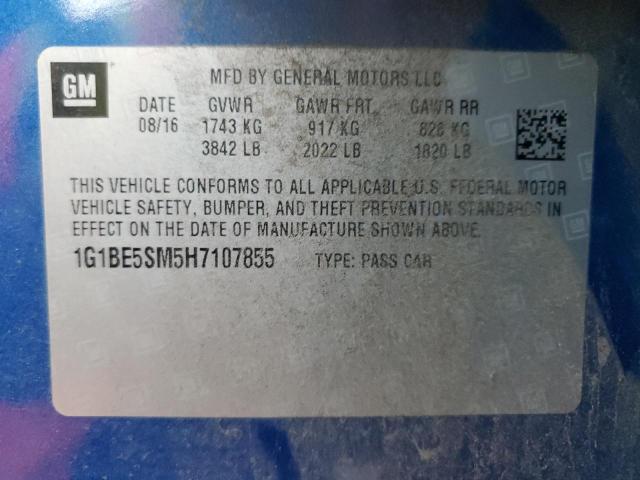 GM
MFD BY GENERAL MOTORS LLC
DATE GVWR GAWR FRT. GAWR RR
08/16 1743 KG 917 KG 826 KG
3842 LB 2022 LB 1820 LB
THIS VEHICLE CONFORMS TO ALL APPLICABLE U.S. FEDERAL MOTOR
VEHICLE SAFETY, BUMPER, AND THEFT PREVENTION STANDARDS IN
EFFECT ON THE DATE OF MANUFACTURE SHOWN ABOVE.
1G1BE5SM5H7107855 TYPE: PASS CAR